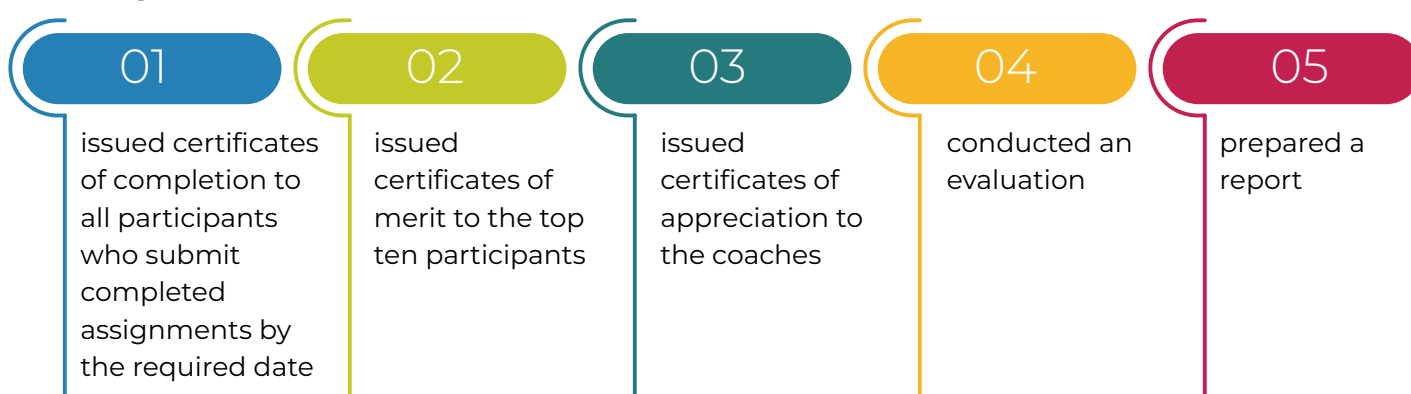 01
issued certificates
of completion to
all participants
who submit
completed
assignments by
the required date
02
issued
certificates of
merit to the top
ten participants
03
issued
certificates of
appreciation to
the coaches
04
conducted an
evaluation
05
prepared a
report